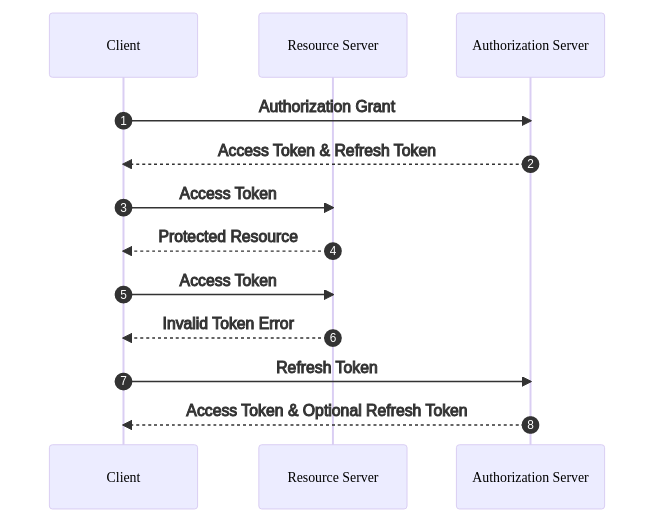 Client
Resource Server
Authorization Server
Authorization Grant
1
Access Token & Refresh Token
2
Access Token
3
Protected Resource
4
Access Token
5
Invalid Token Error
6
Refresh Token
7
Access Token & Optional Refresh Token
8
Client
Resource Server
Authorization Server